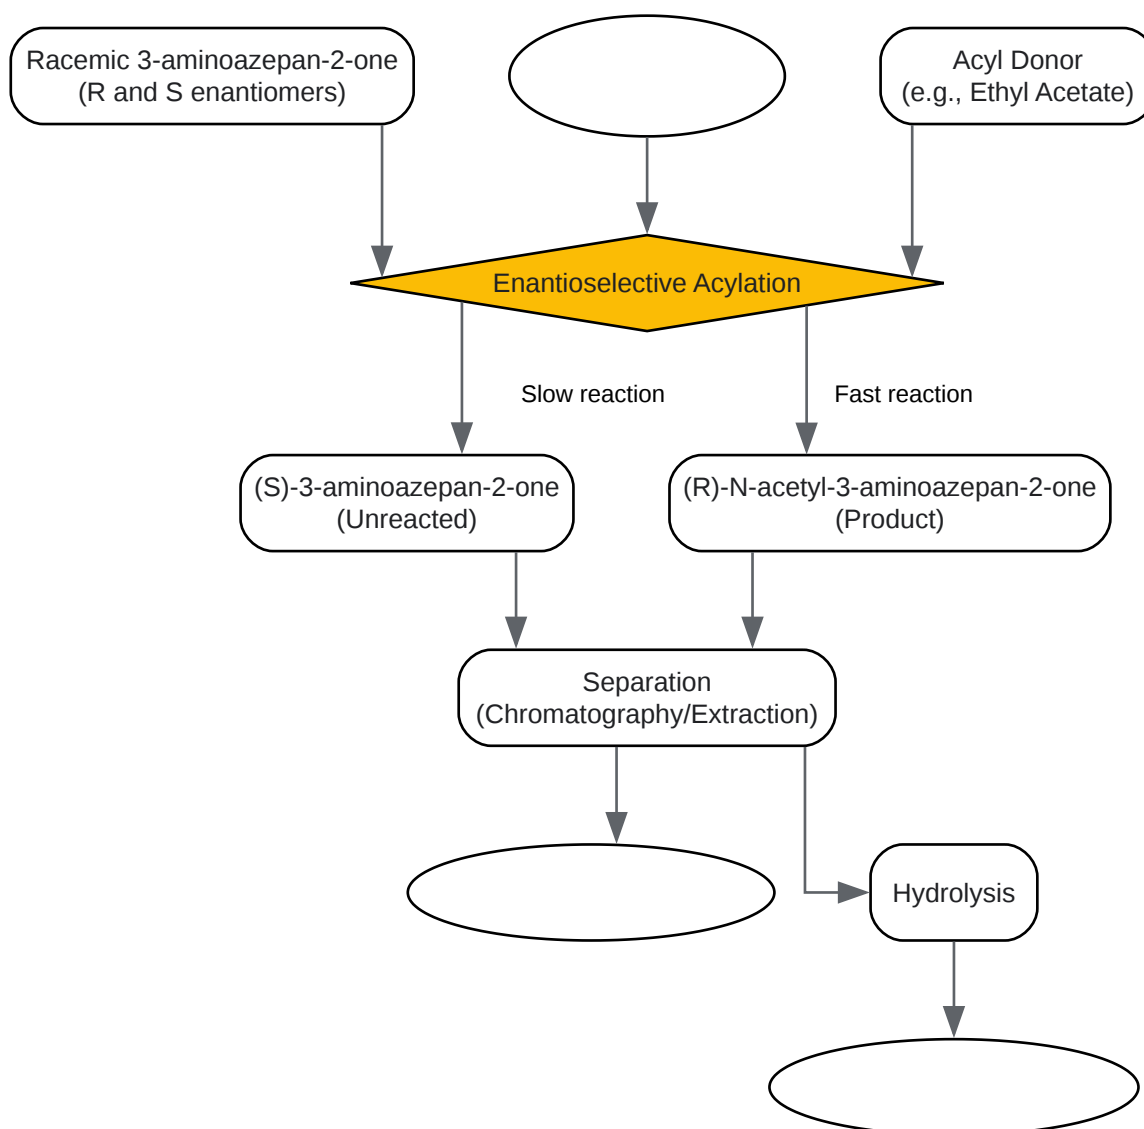 Racemic 3-aminoazepan-2-one
(R and S enantiomers)
Acyl Donor
(e.g., Ethyl Acetate)
Enantioselective Acylation
Slow reaction
Fast reaction
(S)-3-aminoazepan-2-one
(Unreacted)
(R)-N-acetyl-3-aminoazepan-2-one
(Product)
Separation
(Chromatography/Extraction)
Hydrolysis